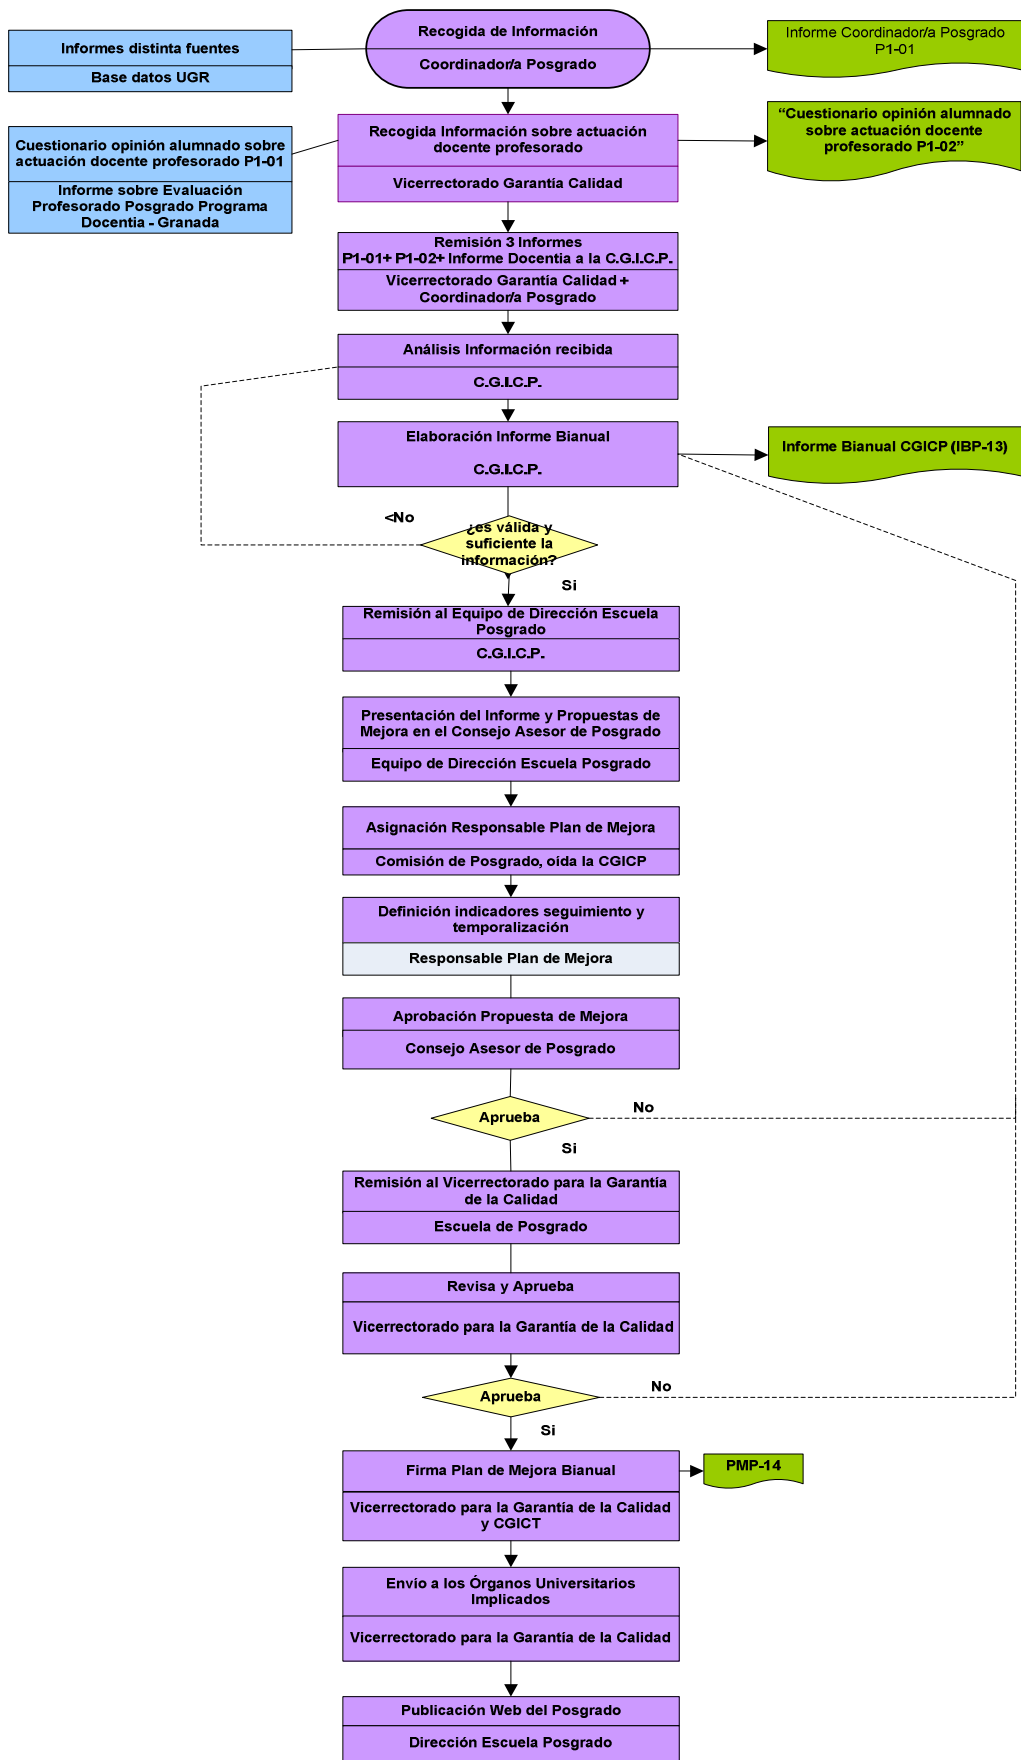 Informes distinta fuentes
Base datos UGR
Recogida de Información
Coordinador/a Posgrado
Informe Coordinador/a Posgrado
P1-01
Cuestionario opinión alumnado sobre
actuación docente profesorado P1-01
Informe sobre Evaluación
Profesorado Posgrado Programa
Docentia - Granada
Recogida Información sobre actuación
docente profesorado
Vicerrectorado Garantía Calidad
“Cuestionario opinión alumnado
sobre actuación docente
profesorado P1-02”
Remisión 3 Informes
P1-01+ P1-02+ Informe Docentia a la C.G.I.C.P.
Vicerrectorado Garantía Calidad +
Coordinador/a Posgrado
Análisis Información recibida
C.G.I.C.P.
Elaboración Informe Bianual
C.G.I.C.P.
Informe Bianual CGICP (IBP-13)
<No
¿es válida y
suficiente la
información?
Si
Remisión al Equipo de Dirección Escuela
Posgrado
C.G.I.C.P.
Presentación del Informe y Propuestas de
Mejora en el Consejo Asesor de Posgrado
Equipo de Dirección Escuela Posgrado
Asignación Responsable Plan de Mejora
Comisión de Posgrado, oída la CGICP
Definición indicadores seguimiento y
temporalización
Responsable Plan de Mejora
Aprobación Propuesta de Mejora
Consejo Asesor de Posgrado
Aprueba
No
Si
Remisión al Vicerrectorado para la Garantía
de la Calidad
Escuela de Posgrado
Revisa y Aprueba
Vicerrectorado para la Garantía de la Calidad
Aprueba
No
Si
Firma Plan de Mejora Bianual
Vicerrectorado para la Garantía de la Calidad
y CGICT
PMP-14
Envío a los Órganos Universitarios
Implicados
Vicerrectorado para la Garantía de la Calidad
Publicación Web del Posgrado
Dirección Escuela Posgrado